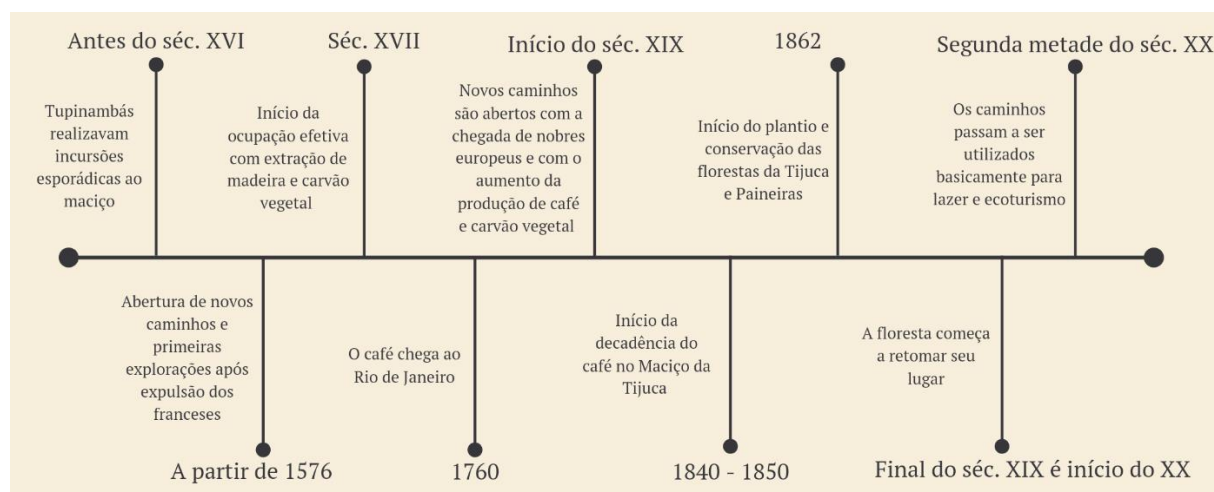 Antes do séc. XVI
Tupinambás
realizavam
incursões
esporádicas ao
maciço
Abertura de novos
caminhos e
primeiras
explorações após
expulsão dos
franceses
A partir de 1576
Séc. XVII
Início da
ocupação efetiva
com extração de
madeira e carvão
vegetal
O café chega ao
Rio de Janeiro
1760
Início do séc. XIX
Novos caminhos
são abertos com a
chegada de nobres
europeus e com o
aumento da
produção de café
e carvão vegetal
Início da
decadência do
café no Maciço da
Tijuca
1840 - 1850
1862
Início do plantio e
conservação das
florestas da Tijuca
e Paineiras
A floresta começa
a retomar seu
lugar
Final do séc. XIX é início do XX
Segunda metade do séc. XX
Os caminhos
passam a ser
utilizados
basicamente para
lazer e ecoturismo